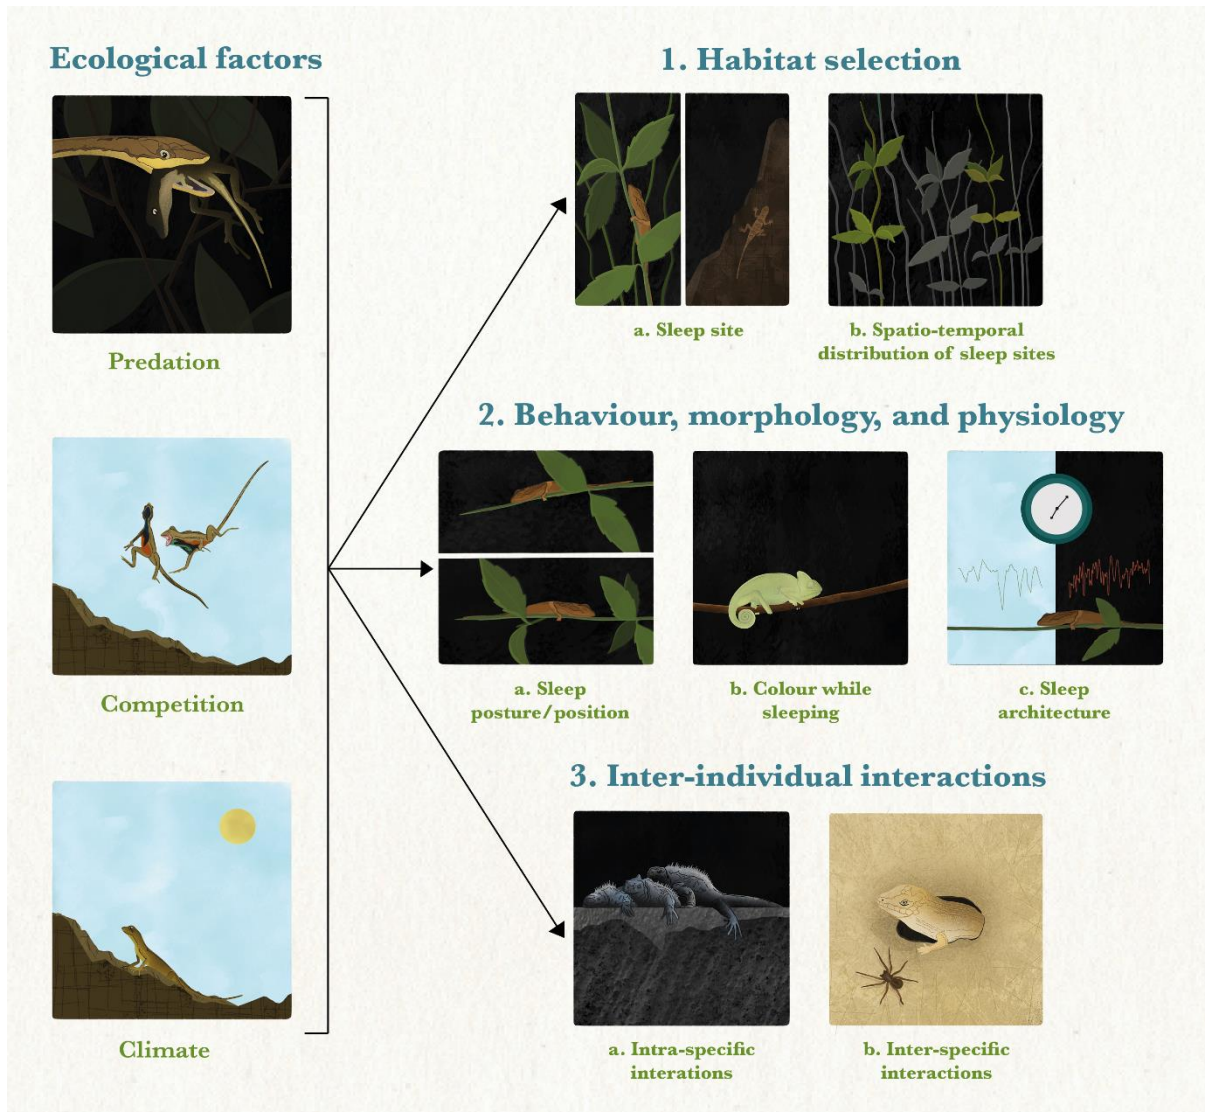 Ecological factors
Predation
Competition
Climate
1. Habitat selection
a. Sleep site
b. Spatio-temporal
distribution of sleep sites
2. Behaviour, morphology, and physiology
a. Sleep
posture/position
b. Colour while
sleeping
c. Sleep
architecture
3. Inter-individual interactions
a. Intra-specific
interations
b. Inter-specific
interactions